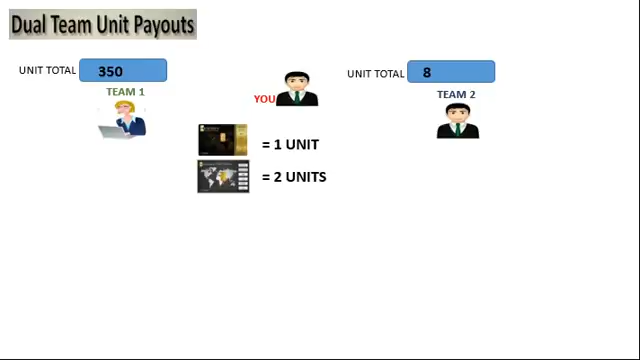 Dual Team Unit Payouts
UNIT TOTAL 350
UNIT TOTAL 8
TEAM 1
YOU
TEAM 2
= 1 UNIT
= 2 UNITS